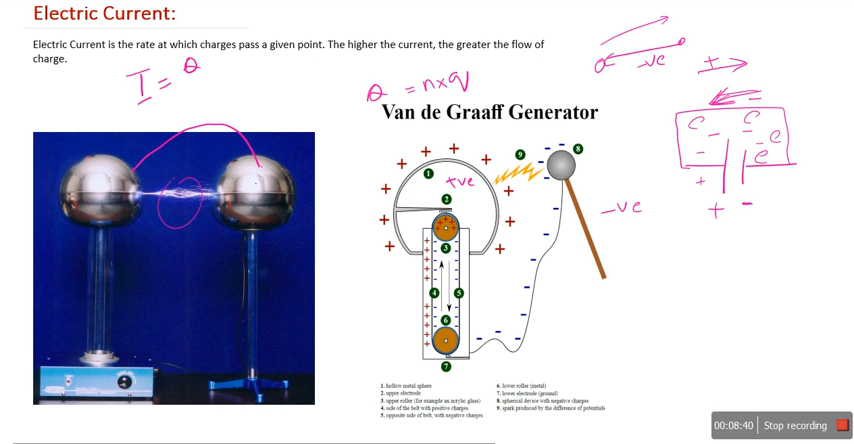 Electric Current:
Electric Current is the rate at which charges pass a given point. The higher the current, the greater the flow of
charge.
I = Q
Q = n×q
-ve
+
-
Van de Graaff Generator
+ve
-ve
+ -
1. hollow metal sphere
2. upper electrode
3. upper roller (for example an acrylic glass)
4. side of the belt with positive charges
5. opposite side of belt, with negative charges
6. lower roller (metal)
7. lower electrode (ground)
8. spherical device with negative charges
9. spark produced by the difference of potentials
00:08:40 Stop recording